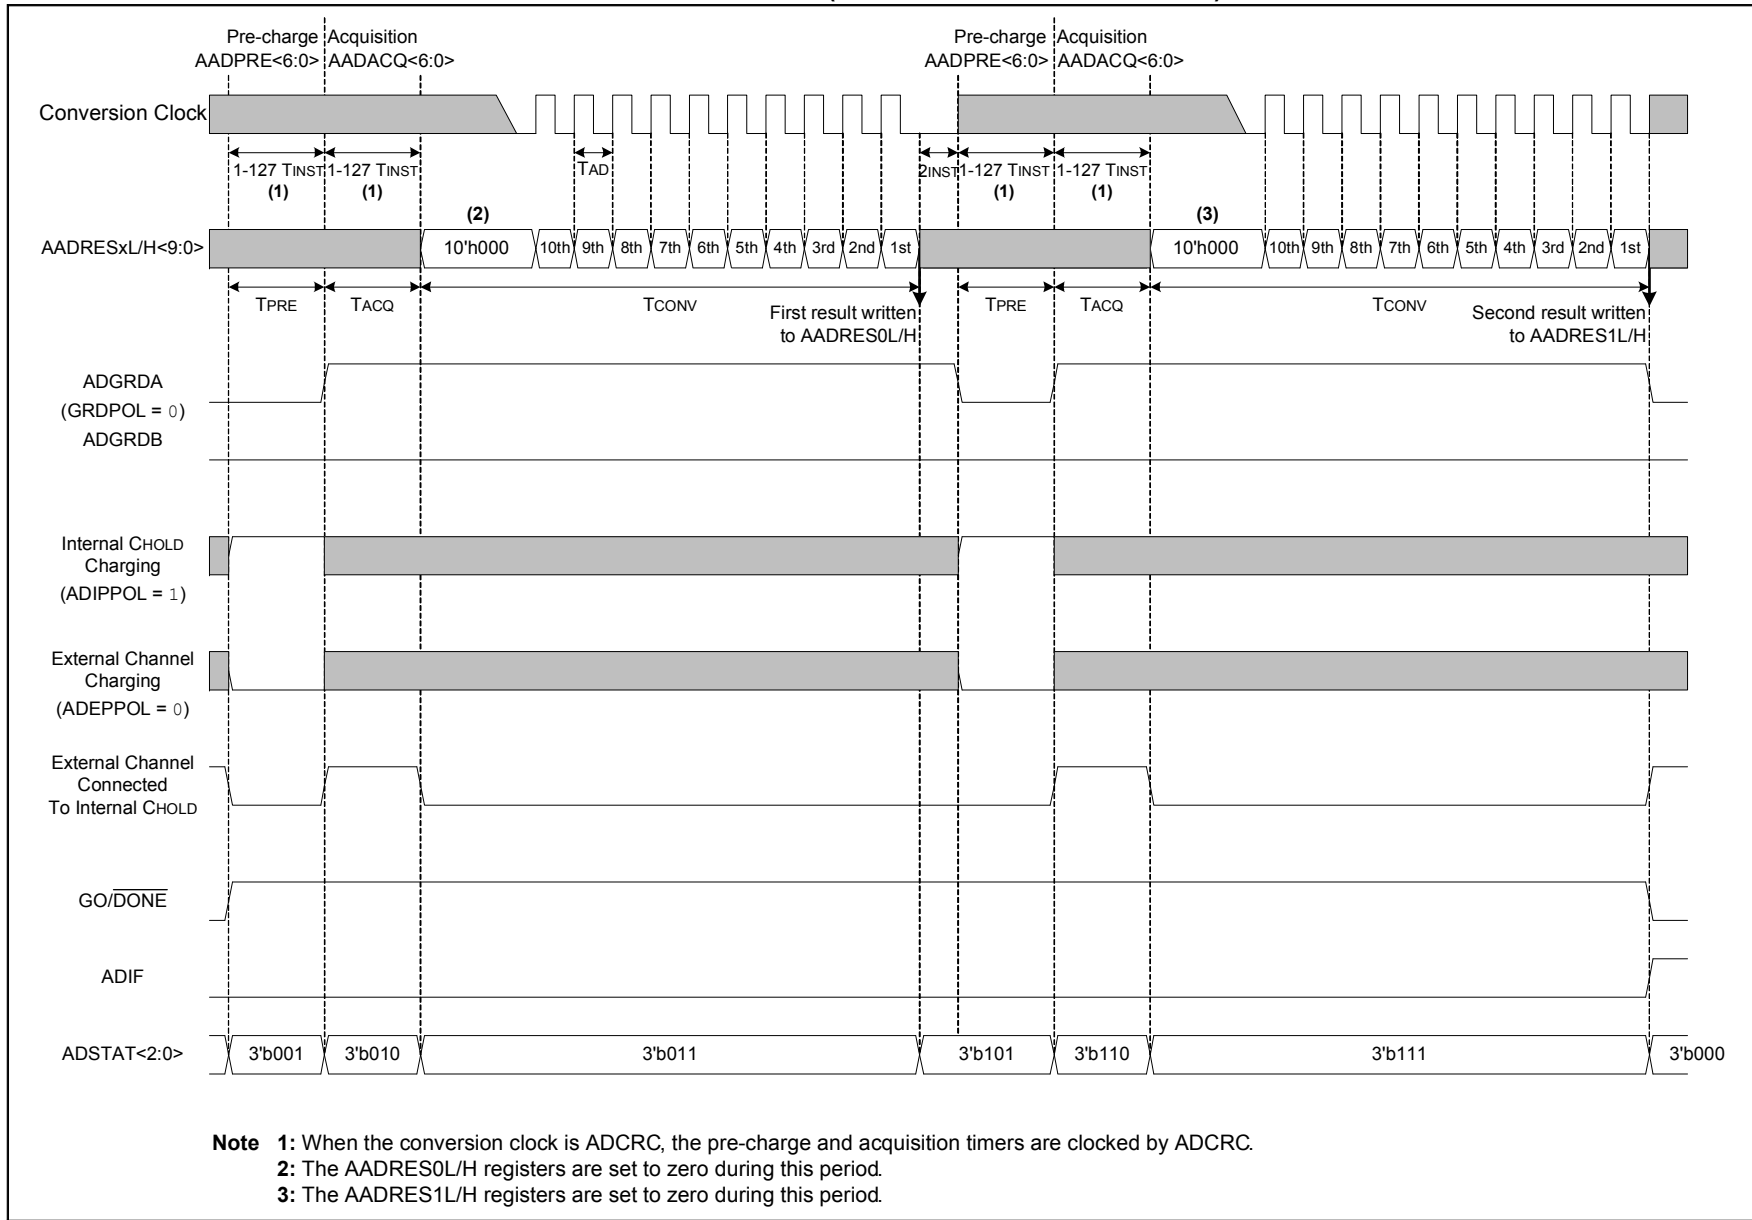 Pre-charge Acquisition Pre-charge Acquisition
AADPRE<6:0> AADACQ<6:0> AADPRE<6:0> AADACQ<6:0>
Conversion Clock
1-127 TINST 1-127 TINST TAD 2INST 1-127 TINST 1-127 TINST
(1) (1) (1) (1)
(2) (3)
AADRESxL/H<9:0> 10'h000 10th 9th 8th 7th 6th 5th 4th 3rd 2nd 1st 10'h000 10th 9th 8th 7th 6th 5th 4th 3rd 2nd 1st
TPRE TACQ TCONV TPRE TACQ TCONV
First result written Second result written
to AADRES0L/H to AADRES1L/H
ADGRDA
(GRDPOL = 0)
ADGRDB
Internal CHOLD
Charging
(ADIPPOL = 1)
External Channel
Charging
(ADEPPOL = 0)
External Channel
Connected
To Internal CHOLD
GO/DONE
ADIF
ADSTAT<2:0> 3'b001 3'b010 3'b011 3'b101 3'b110 3'b111 3'b000
Note 1: When the conversion clock is ADCRC, the pre-charge and acquisition timers are clocked by ADCRC.
2: The AADRES0L/H registers are set to zero during this period.
3: The AADRES1L/H registers are set to zero during this period.